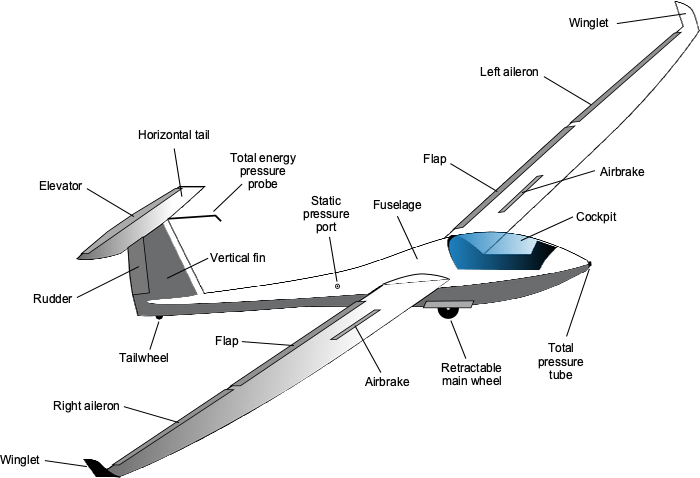 Winglet
Left aileron
Horizontal tail
Total energy
pressure
probe
Flap
Airbrake
Elevator
Static
pressure
port
Fuselage
Cockpit
Vertical fin
Rudder
Tailwheel
Flap
Airbrake
Retractable
main wheel
Total
pressure
tube
Right aileron
Winglet